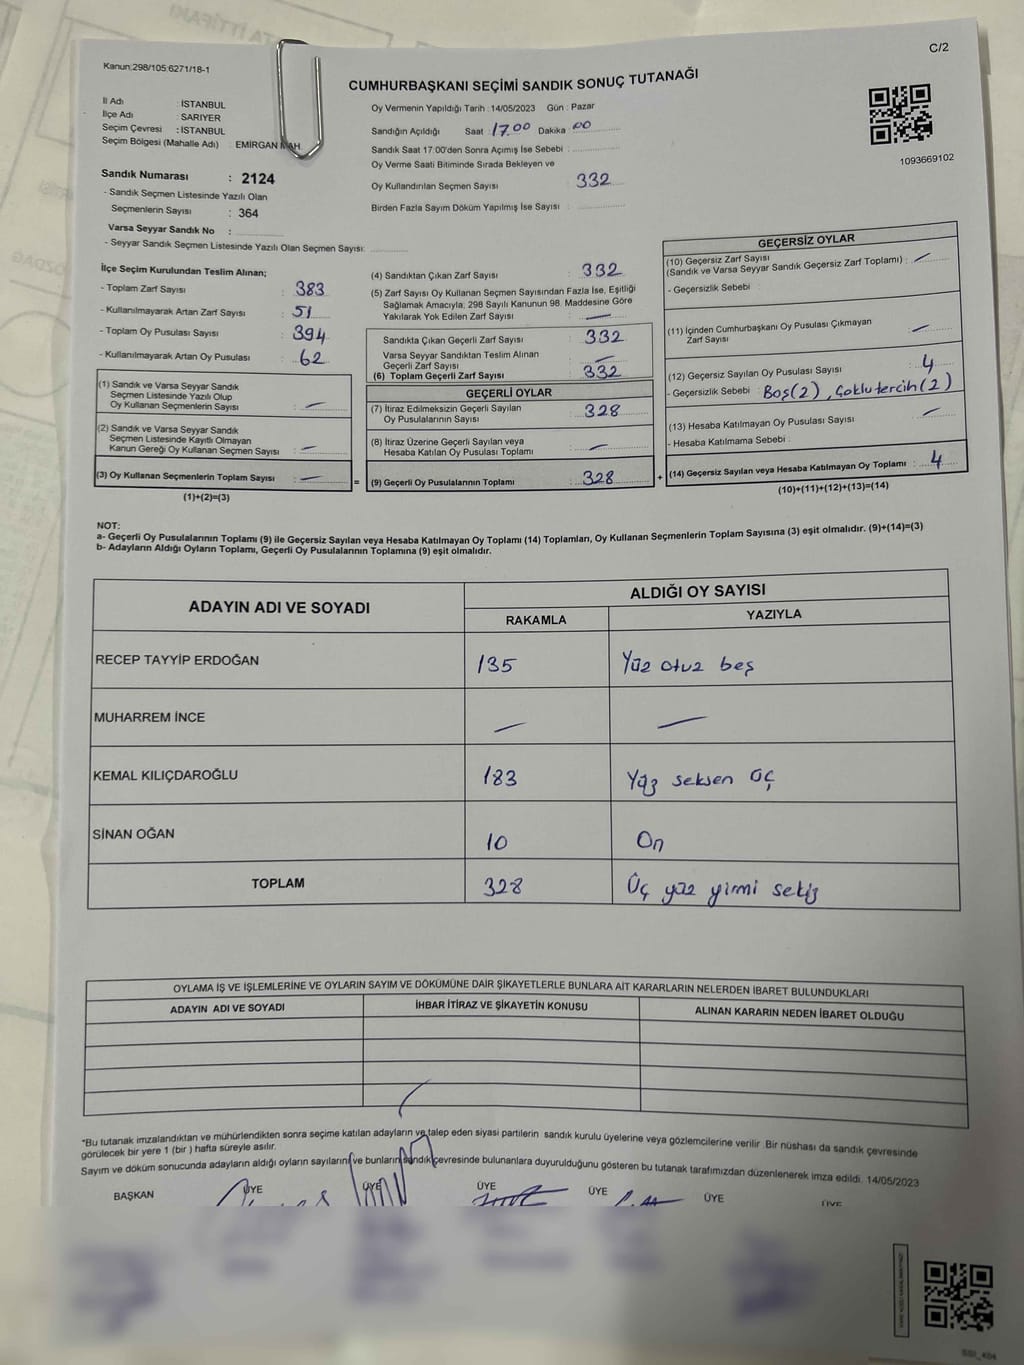 C/2
Kanun:298/105:6271/18-1
CUMHURBAŞKANI SEÇİMİ SANDIK SONUÇ TUTANAĞI
İl Adı : İSTANBUL
İlçe Adı : SARIYER
Seçim Çevresi : İSTANBUL
Seçim Bölgesi (Mahalle Adı) : EMİRGAN MAH
Oy Vermenin Yapıldığı Tarih : 14/05/2023 Gün : Pazar
Sandığın Açıldığı Saat : 17.00 Dakika : 00
Sandık Saat 17:00'den Sonra Açımış İse Sebebi :
Oy Verme Saati Bitiminde Sırada Bekleyen ve
Oy Kullandırılan Seçmen Sayısı : 332
Birden Fazla Sayım Döküm Yapılmış İse Sayısı :
1093669102
Sandık Numarası : 2124
- Sandık Seçmen Listesinde Yazılı Olan
Seçmenlerin Sayısı : 364
Varsa Seyyar Sandık No :
- Seyyar Sandık Seçmen Listesinde Yazılı Olan Seçmen Sayısı:
İlçe Seçim Kurulundan Teslim Alınan;
- Toplam Zarf Sayısı : 383
- Kullanılmayarak Artan Zarf Sayısı : 51
- Toplam Oy Pusulası Sayısı : 394
- Kullanılmayarak Artan Oy Pusulası : 62
(1) Sandık ve Varsa Seyyar Sandık
Seçmen Listesinde Yazılı Olup
Oy Kullanan Seçmenlerin Sayısı : —
(2) Sandık ve Varsa Seyyar Sandık
Seçmen Listesinde Kayıtlı Olmayan
Kanun Gereği Oy Kullanan Seçmen Sayısı : —
(3) Oy Kullanan Seçmenlerin Toplam Sayısı : —
(1)+(2)=(3)
=
(4) Sandıktan Çıkan Zarf Sayısı : 332
(5) Zarf Sayısı Oy Kullanan Seçmen Sayısından Fazla İse, Eşitliği
Sağlamak Amacıyla; 298 Sayılı Kanunun 98. Maddesine Göre
Yakılarak Yok Edilen Zarf Sayısı : —
Sandıkta Çıkan Geçerli Zarf Sayısı : 332
Varsa Seyyar Sandıktan Teslim Alınan
Geçerli Zarf Sayısı : —
(6) Toplam Geçerli Zarf Sayısı : 332
GEÇERLİ OYLAR
(7) İtiraz Edilmeksizin Geçerli Sayılan
Oy Pusulalarının Sayısı : 328
(8) İtiraz Üzerine Geçerli Sayılan veya
Hesaba Katılan Oy Pusulası Toplamı : —
(9) Geçerli Oy Pusulalarının Toplamı : 328
+
GEÇERSİZ OYLAR
(10) Geçersiz Zarf Sayısı
(Sandık ve Varsa Seyyar Sandık Geçersiz Zarf Toplamı) : —
- Geçersizlik Sebebi :
(11) İçinden Cumhurbaşkanı Oy Pusulası Çıkmayan
Zarf Sayısı : —
(12) Geçersiz Sayılan Oy Pusulası Sayısı : 4
- Geçersizlik Sebebi : Boş(2), Çoklu tercih (2)
(13) Hesaba Katılmayan Oy Pusulası Sayısı : —
- Hesaba Katılmama Sebebi :
(14) Geçersiz Sayılan veya Hesaba Katılmayan Oy Toplamı : 4
(10)+(11)+(12)+(13)=(14)
NOT:
a- Geçerli Oy Pusulalarının Toplamı (9) ile Geçersiz Sayılan veya Hesaba Katılmayan Oy Toplamı (14) Toplamları, Oy Kullanan Seçmenlerin Toplam Sayısına (3) eşit olmalıdır. (9)+(14)=(3)
b- Adayların Aldığı Oyların Toplamı, Geçerli Oy Pusulalarının Toplamına (9) eşit olmalıdır.
ADAYIN ADI VE SOYADI ALDIĞI OY SAYISI
RAKAMLA YAZIYLA
RECEP TAYYİP ERDOĞAN 135 Yüz otuz beş
MUHARREM İNCE — —
KEMAL KILIÇDAROĞLU 183 Yüz seksen üç
SİNAN OĞAN 10 On
TOPLAM 328 Üç yüz yirmi sekiz
OYLAMA İŞ VE İŞLEMLERİNE VE OYLARIN SAYIM VE DÖKÜMÜNE DAİR ŞİKAYETLERLE BUNLARA AİT KARARLARIN NELERDEN İBARET BULUNDUKLARI
ADAYIN ADI VE SOYADI İHBAR İTİRAZ VE ŞİKAYETİN KONUSU ALINAN KARARIN NEDEN İBARET OLDUĞU
*Bu tutanak imzalandıktan ve mühürlendikten sonra seçime katılan adayların ve talep eden siyasi partilerin sandık kurulu üyelerine veya gözlemcilerine verilir. Bir nüshası da sandık çevresinde
görülecek bir yere 1 (bir) hafta süreyle asılır.
Sayım ve döküm sonucunda adayların aldığı oyların sayılarını ve bunların sandık çevresinde bulunanlara duyurulduğunu gösteren bu tutanak tarafımızdan düzenlenerek imza edildi. 14/05/2023
BAŞKAN ÜYE ÜYE ÜYE ÜYE ÜYE ÜYE